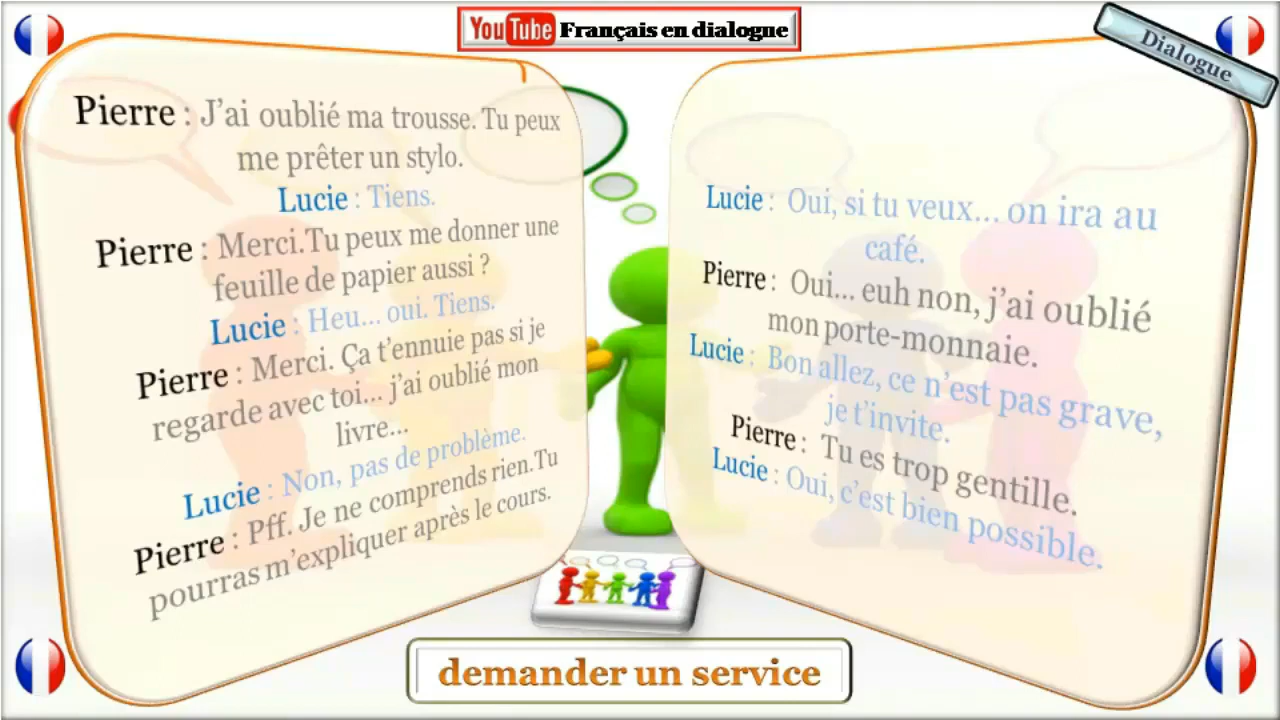 YouTube Français en dialogue
Dialogue
Pierre : J'ai oublié ma trousse. Tu peux
me prêter un stylo.
Lucie : Tiens.
Pierre : Merci.Tu peux me donner une
feuille de papier aussi ?
Lucie : Heu... oui. Tiens.
Pierre : Merci. Ça t'ennuie pas si je
regarde avec toi... j'ai oublié mon
livre...
Lucie : Non, pas de problème.
Pierre : Pff. Je ne comprends rien.Tu
pourras m'expliquer après le cours.
Lucie : Oui, si tu veux... on ira au
café.
Pierre : Oui... euh non, j'ai oublié
mon porte-monnaie.
Lucie : Bon allez, ce n'est pas grave,
je t'invite.
Pierre : Tu es trop gentille.
Lucie : Oui, c'est bien possible.
demander un service